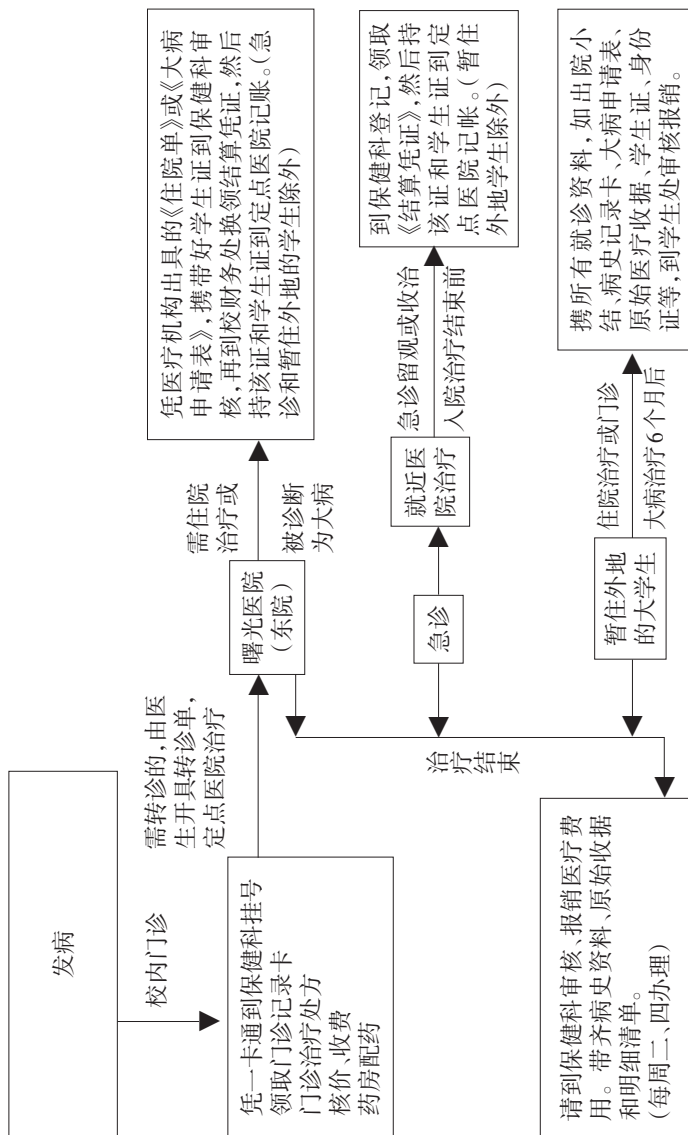 发病
校内门诊
凭一卡通到保健科挂号
领取门诊记录卡
门诊治疗处方
核价、收费
药房配药
需转诊的,由医
生开具转诊单,
定点医院治疗
曙光医院
(东院)
需住院
治疗或
被诊断
为大病
凭医疗机构出具的《住院单》或《大病
申请表》,携带好学生证到保健科审
核,再到校财务处换领结算凭证,然后
持该证和学生证到定点医院记账。(急
诊和暂住外地的学生除外)
急诊
就近医
院治疗
急诊留观或收治
入院治疗结束前
到保健科登记,领取
《结算凭证》,然后持
该证和学生证到定
点医院记帐。(暂住
外地学生除外)
暂住外地
的大学生
住院治疗或门诊
大病治疗6个月后
携所有就诊资料,如出院小
结、病史记录卡、大病申请表、
原始医疗收据、学生证、身份
证等,到学生处审核报销。
治疗
结束
请到保健科审核、报销医疗费
用。带齐病史资料、原始收据
和明细清单。
(每周二、四办理)